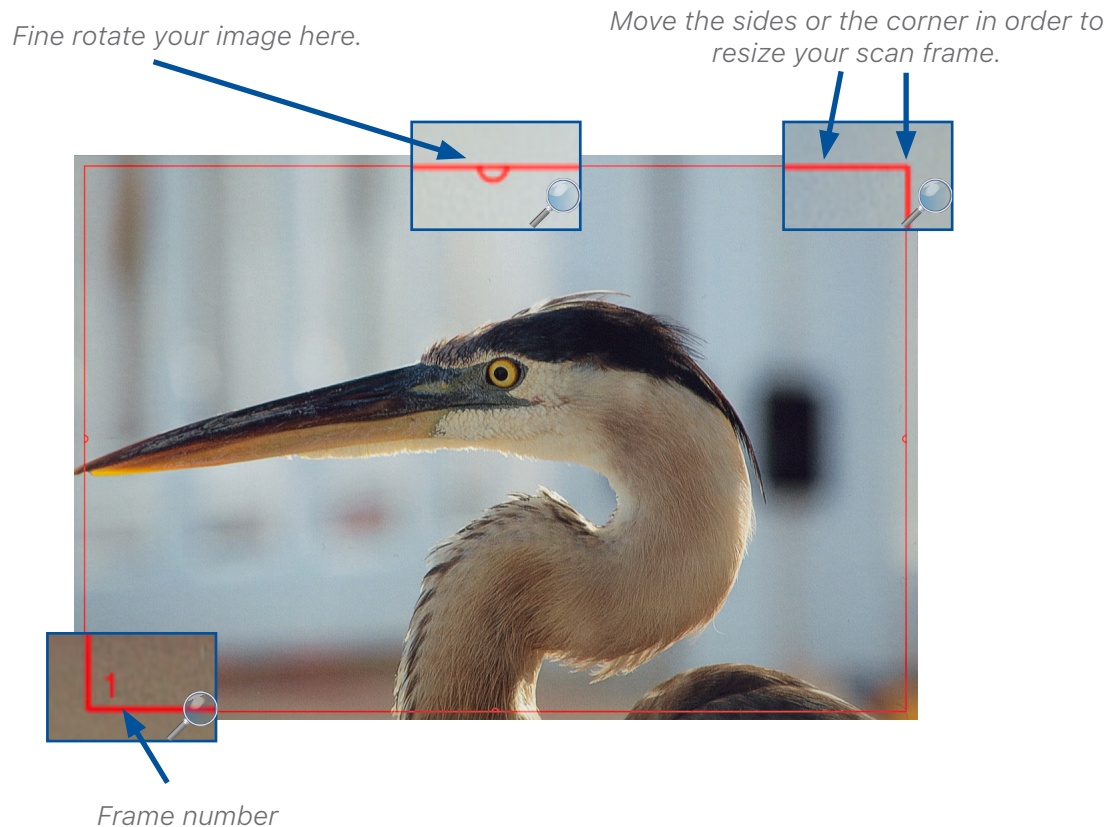 Fine rotate your image here.
Move the sides or the corner in order to
resize your scan frame.
1
Frame number